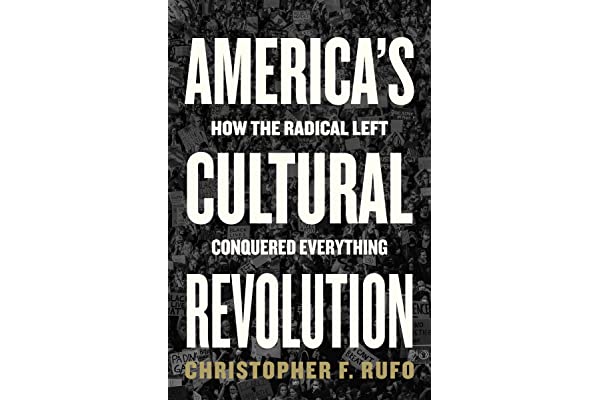 AMERICA'S
HOW THE RADICAL LEFT
CULTURAL
CONQUERED EVERYTHING
REVOLUTION
CHRISTOPHER F. RUFO